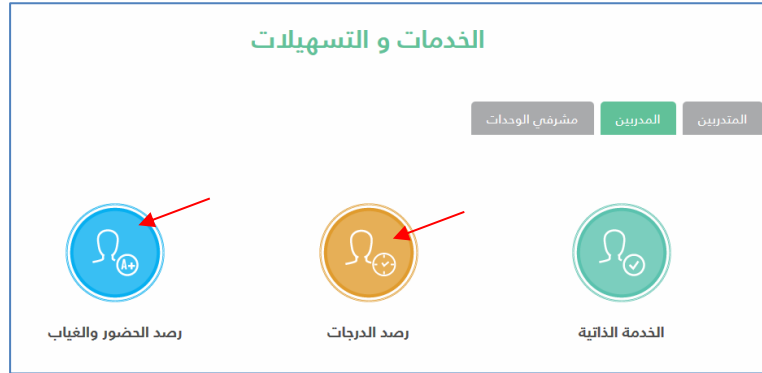 الخدمات و التسهيلات
المتدربين
المدربين
مشرفي الوحدات
A+
الخدمة الذاتية
رصد الدرجات
رصد الحضور والغياب